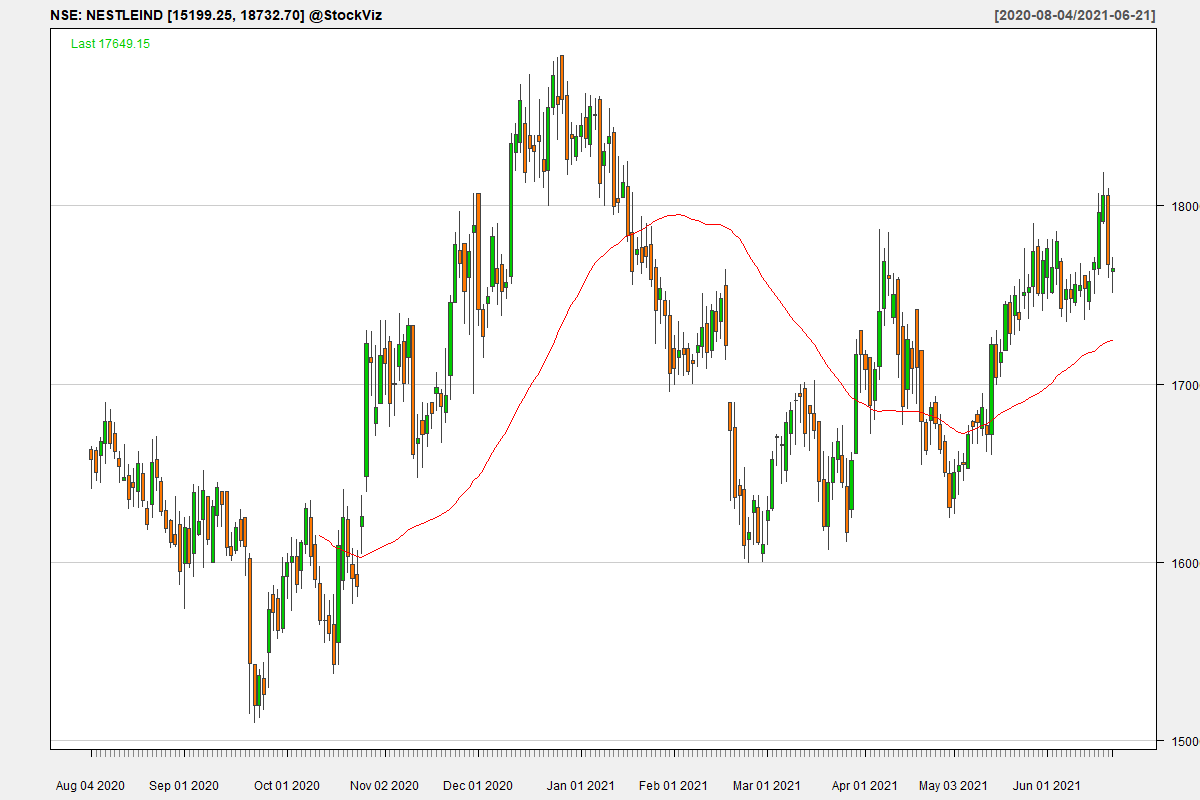 NSE: NESTLEIND [15199.25, 18732.70] @StockViz [2020-08-04/2021-06-21]
Last 17649.15
1800
1700
1600
1500
Aug 04 2020 Sep 01 2020 Oct 01 2020 Nov 02 2020 Dec 01 2020 Jan 01 2021 Feb 01 2021 Mar 01 2021 Apr 01 2021 May 03 2021 Jun 01 2021